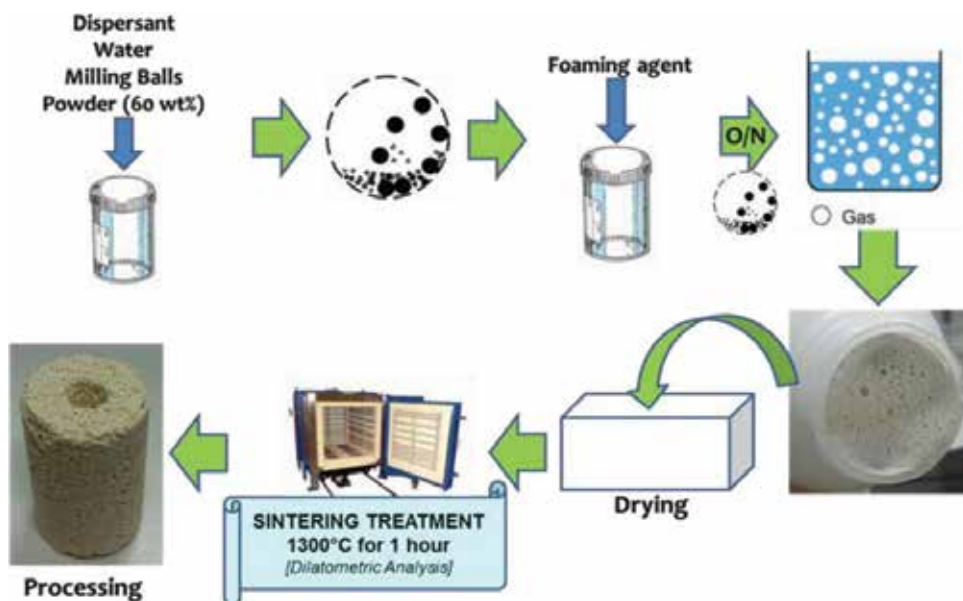 Dispersant
Water
Milling Balls
Powder (60 wt%)
Foaming agent
O/N
Gas
Drying
SINTERING TREATMENT
1300°C for 1 hour
[Dilatometric Analysis]
Processing